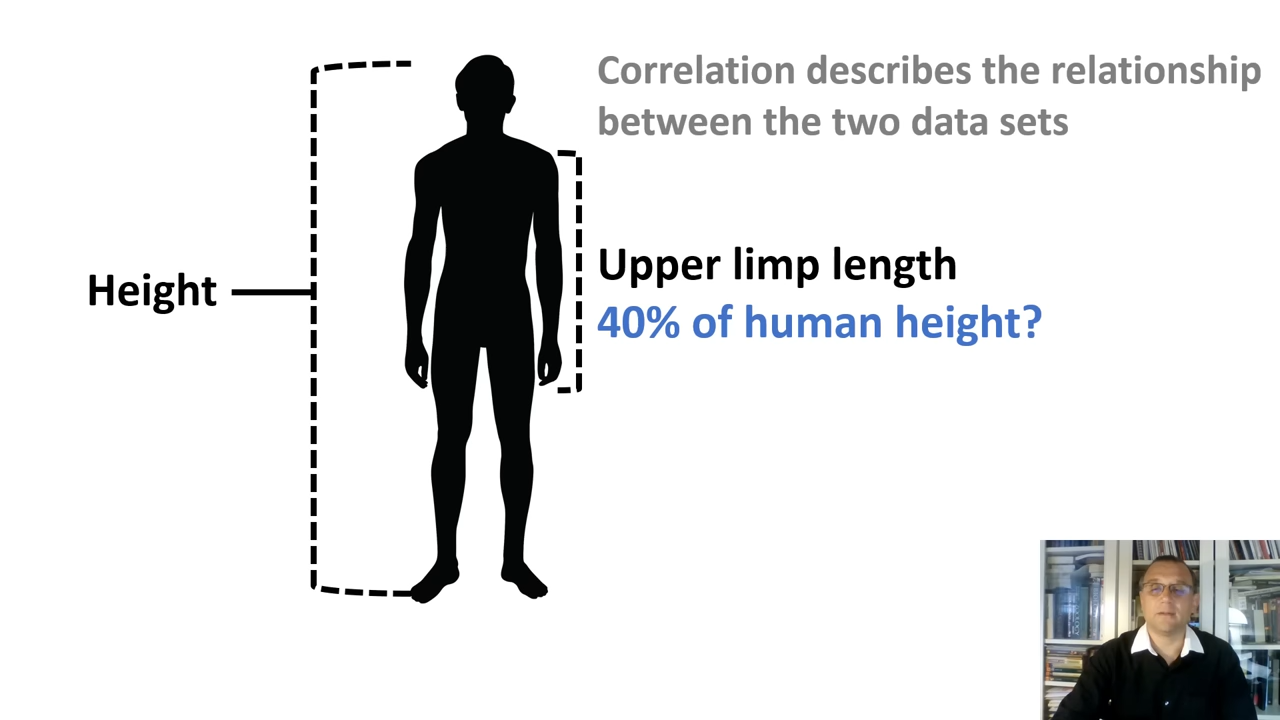 Correlation describes the relationship
between the two data sets
Upper limp length
40% of human height?
Height